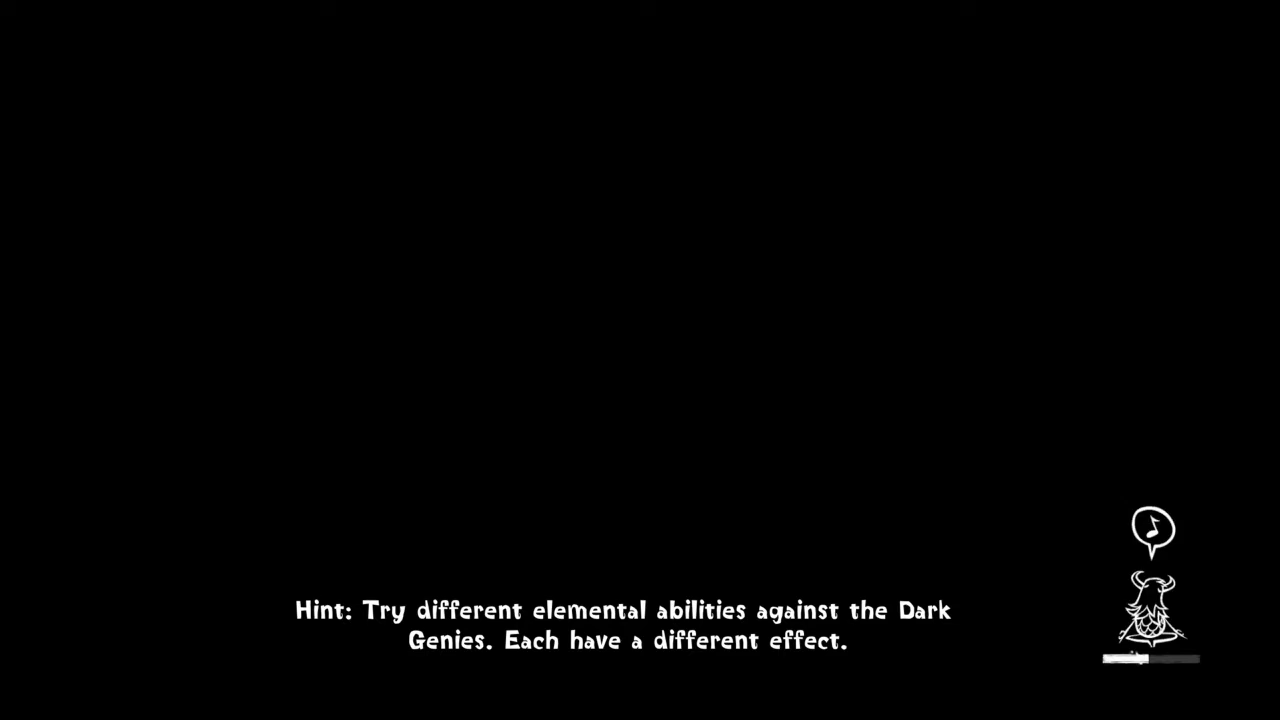 Hint: Try different elemental abilities against the Dark
Genies. Each have a different effect.